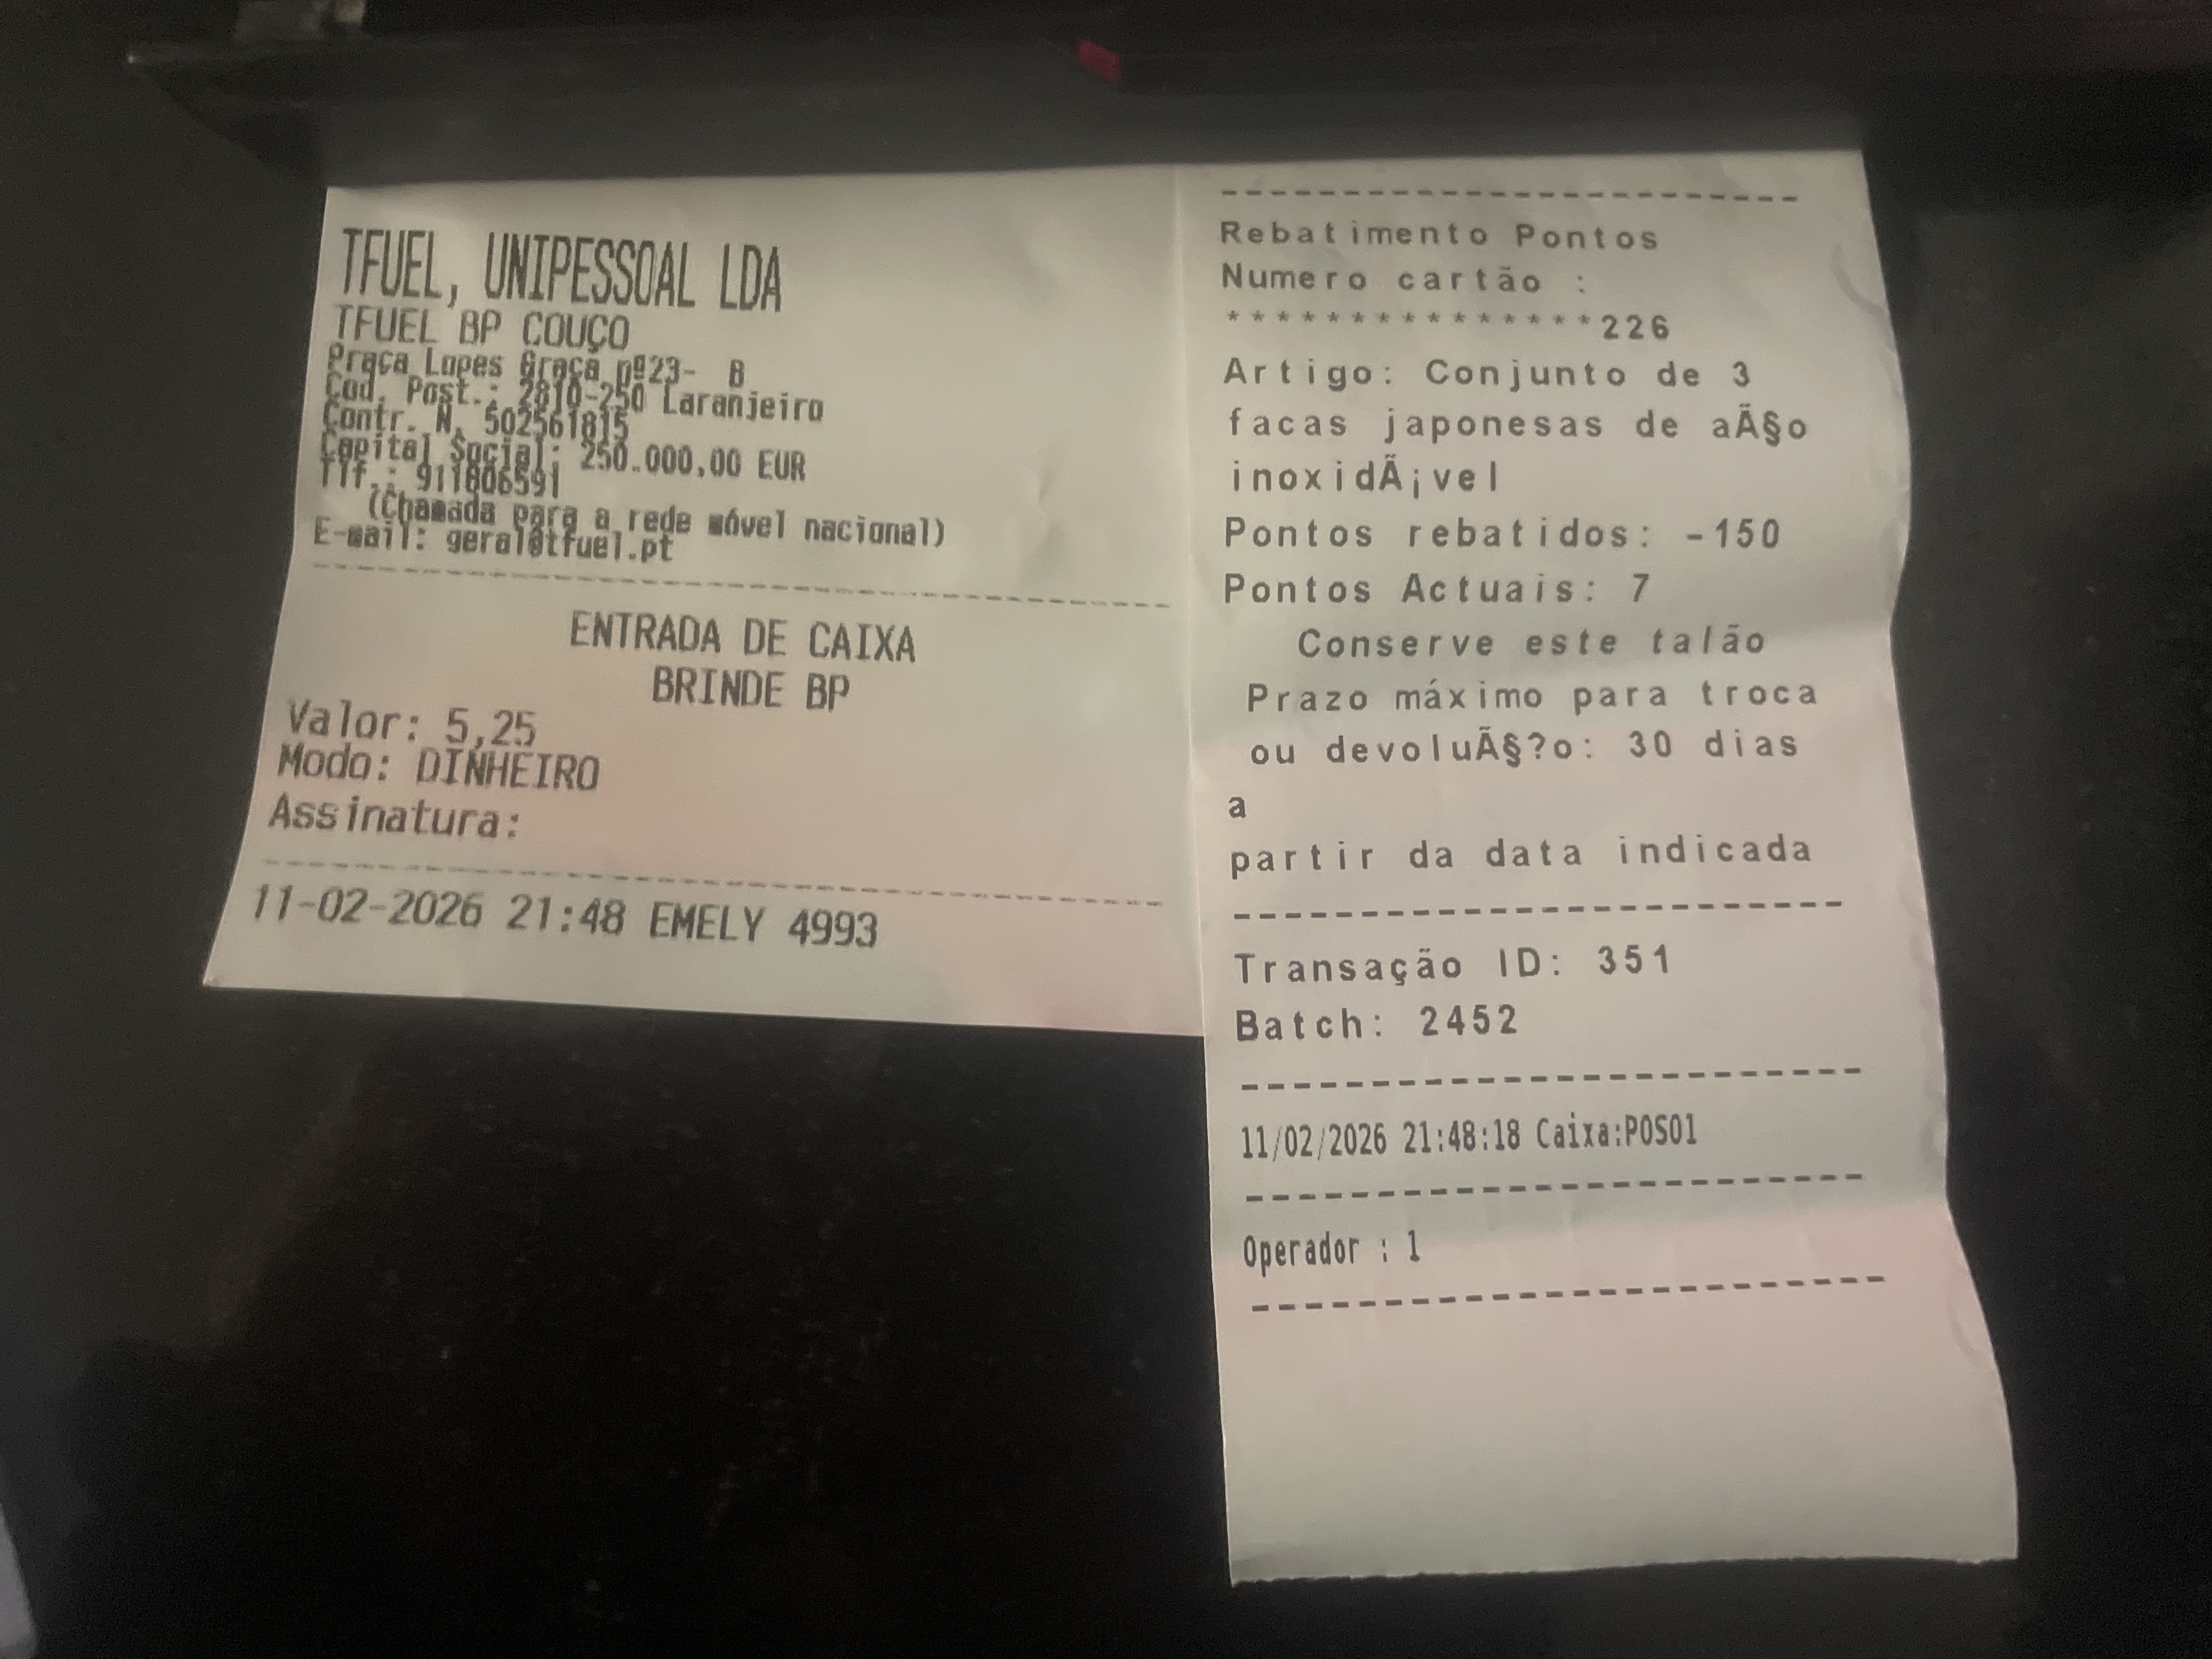 TFUEL, UNIPESSOAL LDA
TFUEL BP COUÇO
Praça Lopes Graça nº23-  B
Cod. Post.: 2810-250 Laranjeiro
Contr. N. 502561815
Capital Social: 250.000,00 EUR
Tlf.: 911806591
(Chamada para a rede móvel nacional)
E-mail: geral@tfuel.pt
ENTRADA DE CAIXA
BRINDE BP
Valor: 5,25
Modo: DINHEIRO
Assinatura:
11-02-2026 21:48 EMELY 4993
------------------------
Rebatimento Pontos
Numero cartão :
***************226
Artigo: Conjunto de 3
facas japonesas de aÃ§o
inoxidÃ¡vel
Pontos rebatidos: -150
Pontos Actuais: 7
Conserve este talão
Prazo máximo para troca
ou devoluÃ§?o: 30 dias
a
partir da data indicada
------------------------
Transação ID: 351
Batch: 2452
------------------------
11/02/2026 21:48:18 Caixa:POS01
------------------------
Operador : 1
------------------------